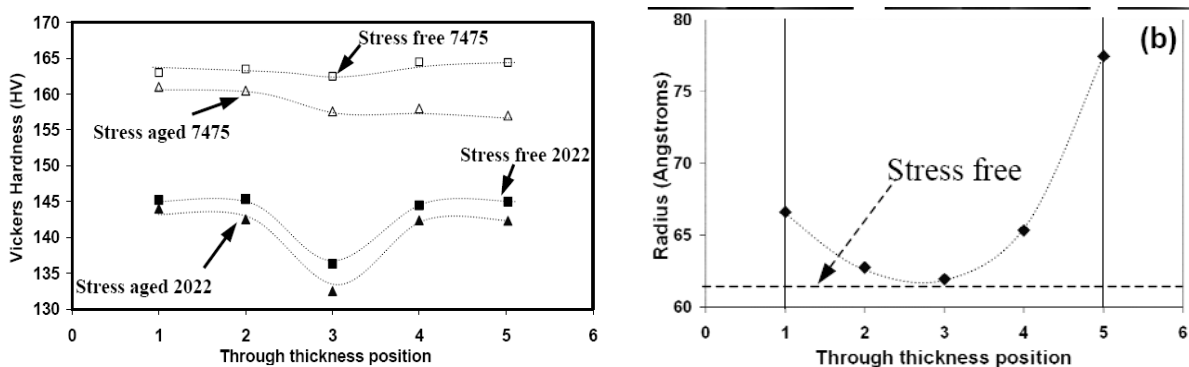 170
165
160
155
150
145
140
135
130
Vickers Hardness (HV)
Stress free 7475
Stress aged 7475
Stress free 2022
Stress aged 2022
0 1 2 3 4 5 6
Through thickness position
80
75
70
65
60
Radius (Angstroms)
(b)
Stress free
0 1 2 3 4 5 6
Through thickness position